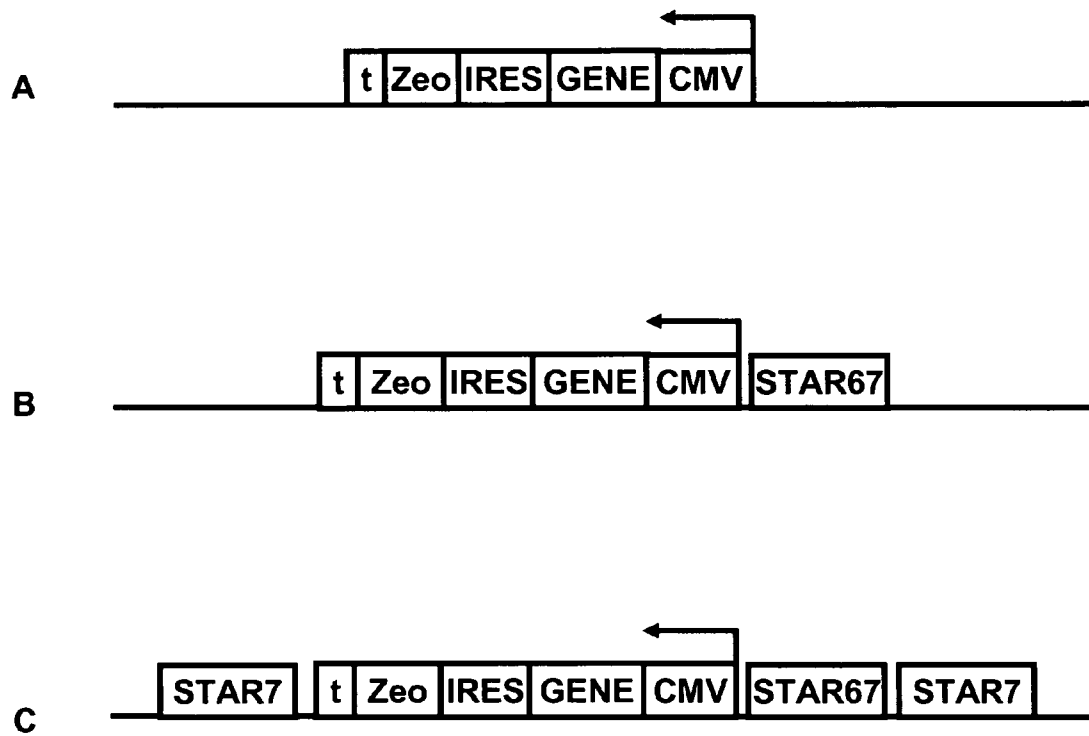 A t Zeo IRES GENE CMV
B t Zeo IRES GENE CMV STAR67
C STAR7 t Zeo IRES GENE CMV STAR67 STAR7